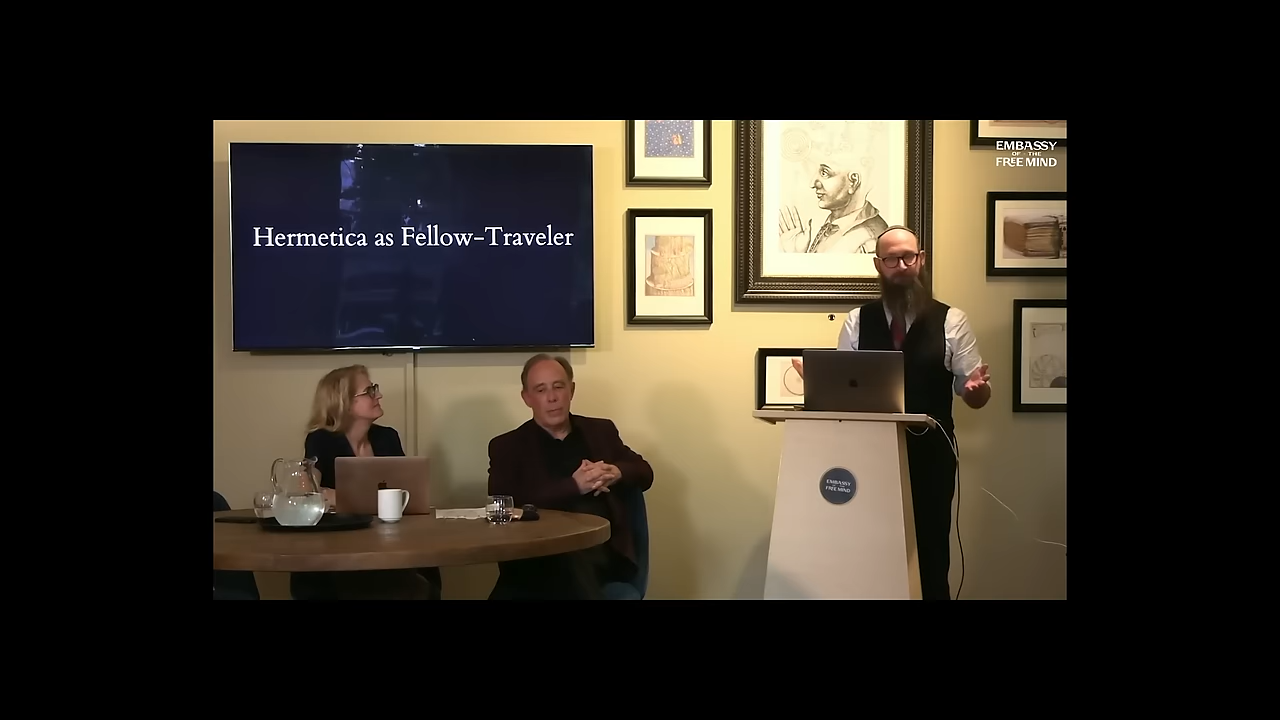 Hermetica as Fellow-Traveler
a
EMBASSY
OF THE
FREE MIND
EMBASSY
OF THE
FREE MIND